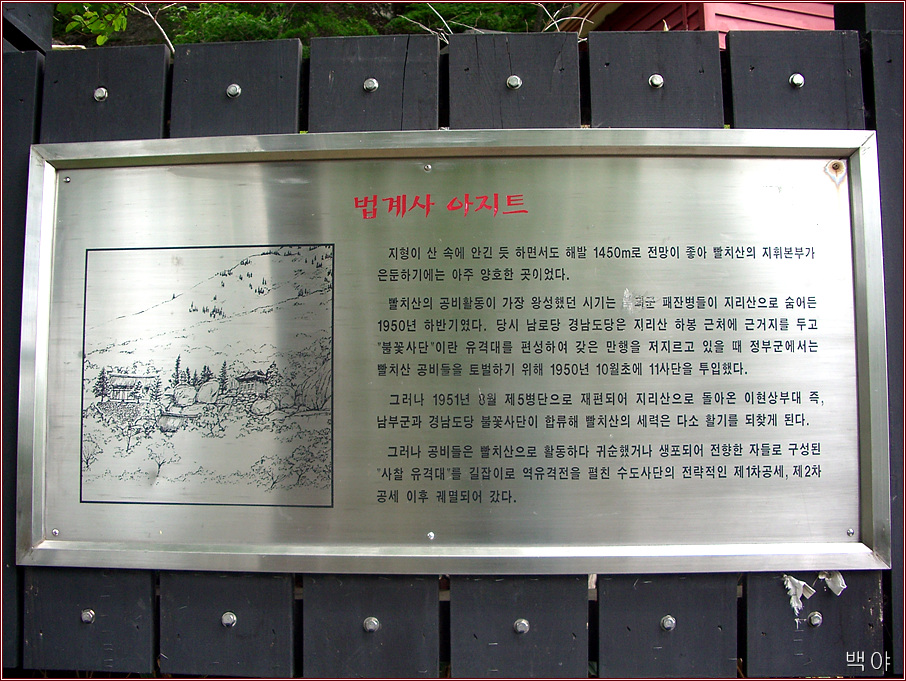 법계사 아지트
지형이 산 속에 안긴 듯 하면서도 해발 1450m로 전망이 좋아 빨치산의 지휘본부가
은둔하기에는 아주 양호한 곳이었다.
빨치산의 공비활동이 가장 왕성했던 시기는 패잔병들이 지리산으로 숨어든
1950년 하반기였다. 당시 남로당 경남도당은 지리산 하봉 근처에 근거지를 두고
"불꽃사단"이란 유격대를 편성하여 갖은 만행을 저지르고 있을 때 정부군에서는
빨치산 공비들을 토벌하기 위해 1950년 10월초에 11사단을 투입했다.
그러나 1951년 8월 제5병단으로 재편되어 지리산으로 돌아온 이현상부대 즉,
남부군과 경남도당 불꽃사단이 합류해 빨치산의 세력은 다소 활기를 되찾게 된다.
그러나 공비들은 빨치산으로 활동하다 귀순했거나 생포되어 전향한 자들로 구성된
"사찰 유격대"를 길잡이로 역유격전을 펼친 수도사단의 전략적인 제1차공세, 제2차
공세 이후 궤멸되어 갔다.
백야